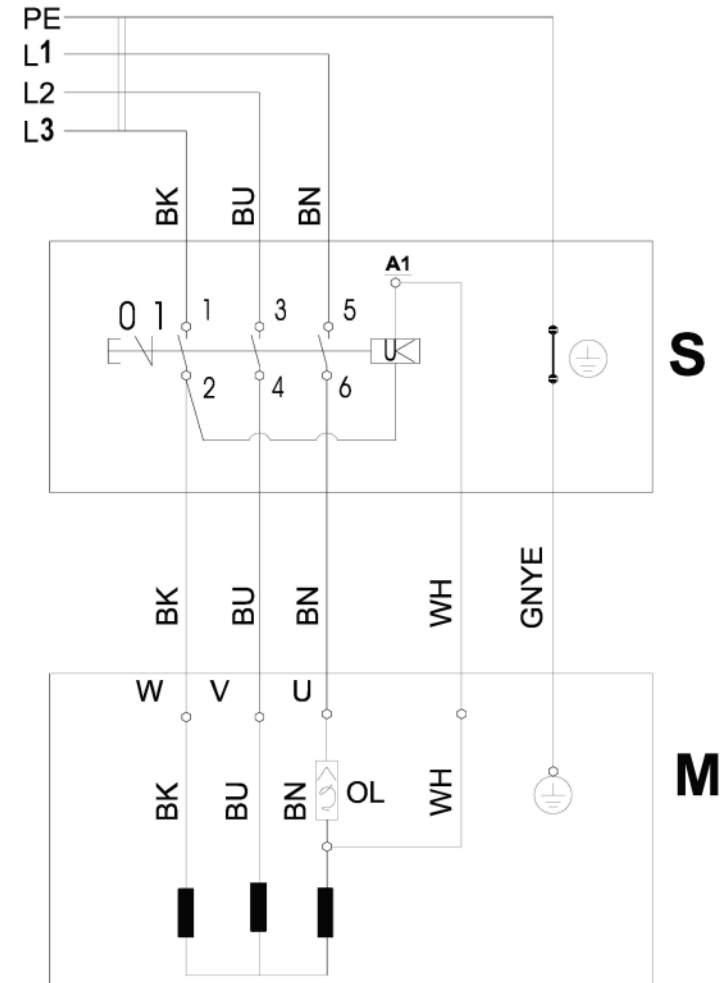 PE
L1
L2
L3
BK BU BN
A1
0 1 1 3 5
U
2 4 6
S
BK BU BN WH GNYE
W V U
M
BK BU BN OL WH